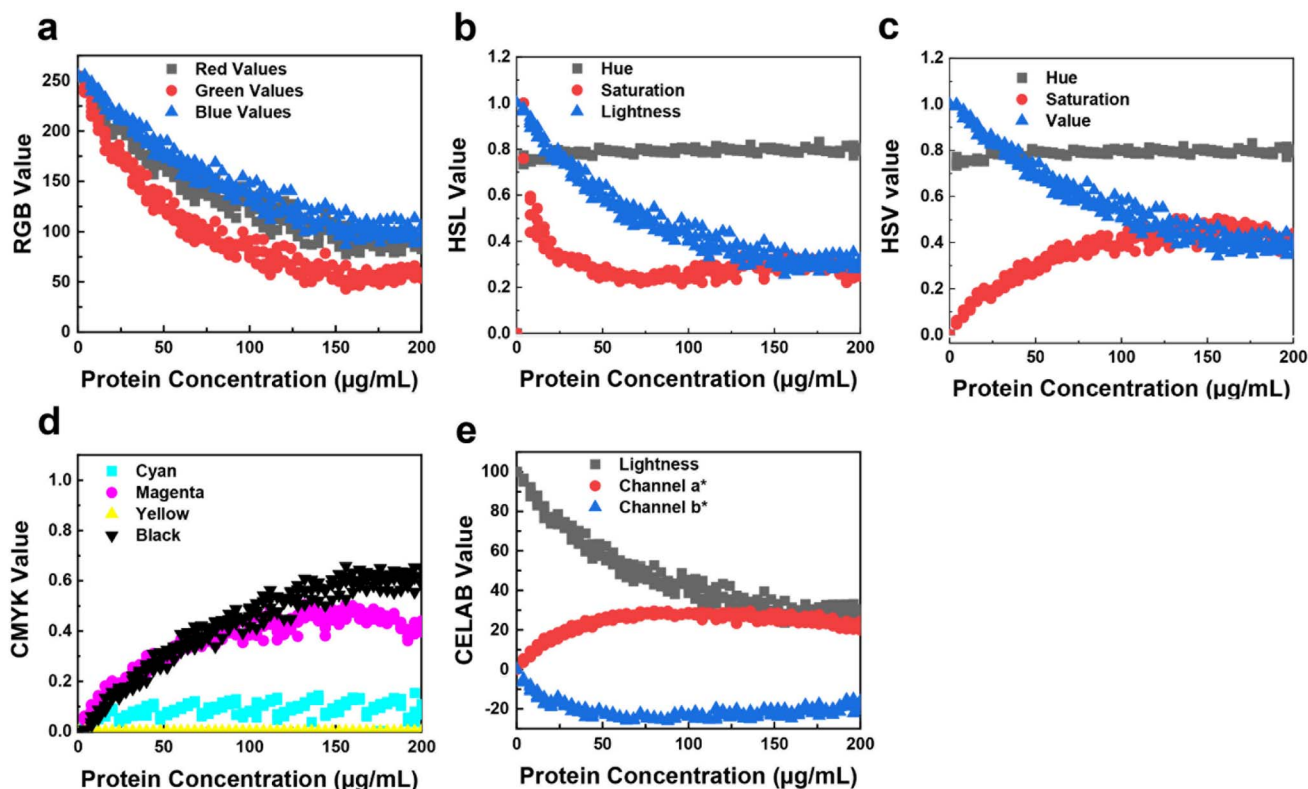 a
RGB Value
250
200
150
100
50
0
Red Values
Green Values
Blue Values
0 50 100 150 200
Protein Concentration (µg/mL)
b
HSL Value
1.2
1.0
0.8
0.6
0.4
0.2
0.0
Hue
Saturation
Lightness
0 50 100 150 200
Protein Concentration (µg/mL)
c
HSV value
1.2
1.0
0.8
0.6
0.4
0.2
0.0
Hue
Saturation
Value
0 50 100 150 200
Protein Concentration (µg/mL)
d
CMYK Value
1.0
0.8
0.6
0.4
0.2
0.0
Cyan
Magenta
Yellow
Black
0 50 100 150 200
Protein Concentration (µg/mL)
e
CELAB Value
100
80
60
40
20
0
-20
Lightness
Channel a*
Channel b*
0 50 100 150 200
Protein Concentration (µg/mL)